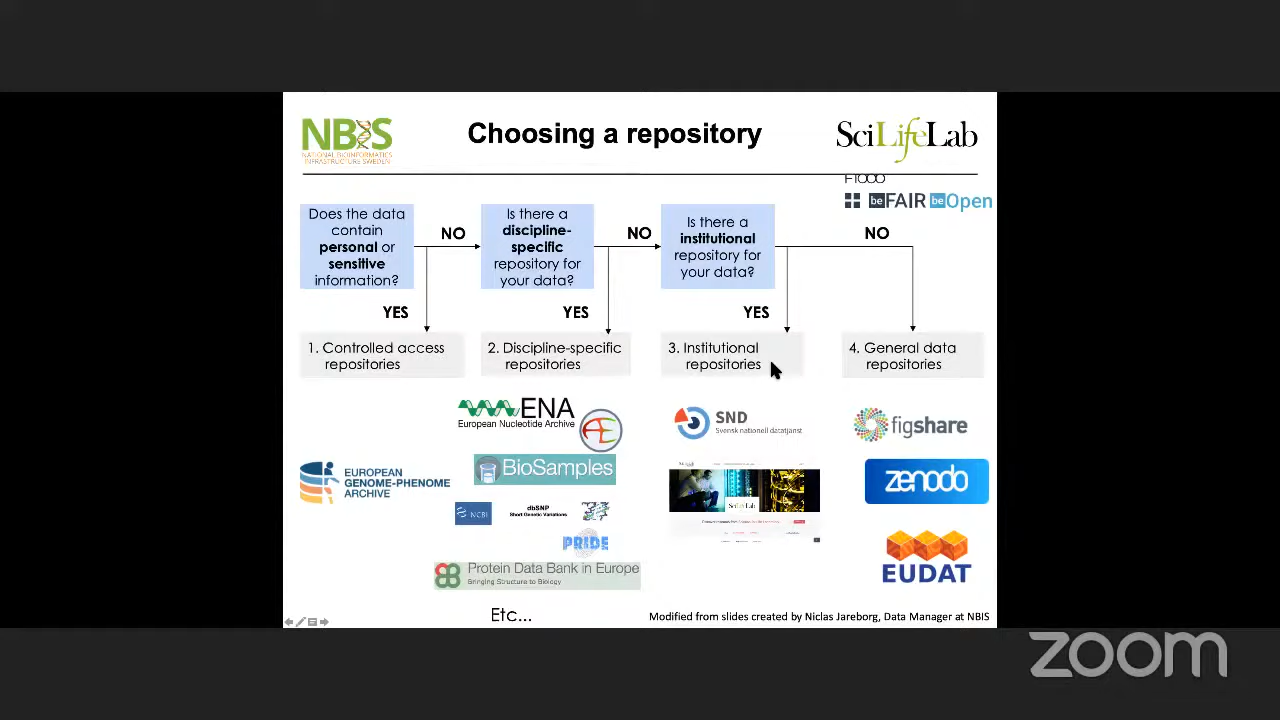 NBIS
NATIONAL BIOINFORMATICS
INFRASTRUCTURE SWEDEN
Choosing a repository
SciLifeLab
F1000
beFAIR beOpen
Does the data
contain
personal or
sensitive
information?
NO
Is there a
discipline-
specific
repository for
your data?
NO
Is there a
institutional
repository for
your data?
NO
YES
YES
YES
1. Controlled access
repositories
2. Discipline-specific
repositories
3. Institutional
repositories
4. General data
repositories
EUROPEAN
GENOME-PHENOME
ARCHIVE
ENA
European Nucleotide Archive
BioSamples
NCBI
dbSNP
Short Genetic Variations
PRIDE
Protein Data Bank in Europe
Bringing Structure to Biology
Etc...
SND
Svensk nationell datatjänst
SciLifeLab
figshare
zenodo
EUDAT
Modified from slides created by Niclas Jareborg, Data Manager at NBIS
zoom